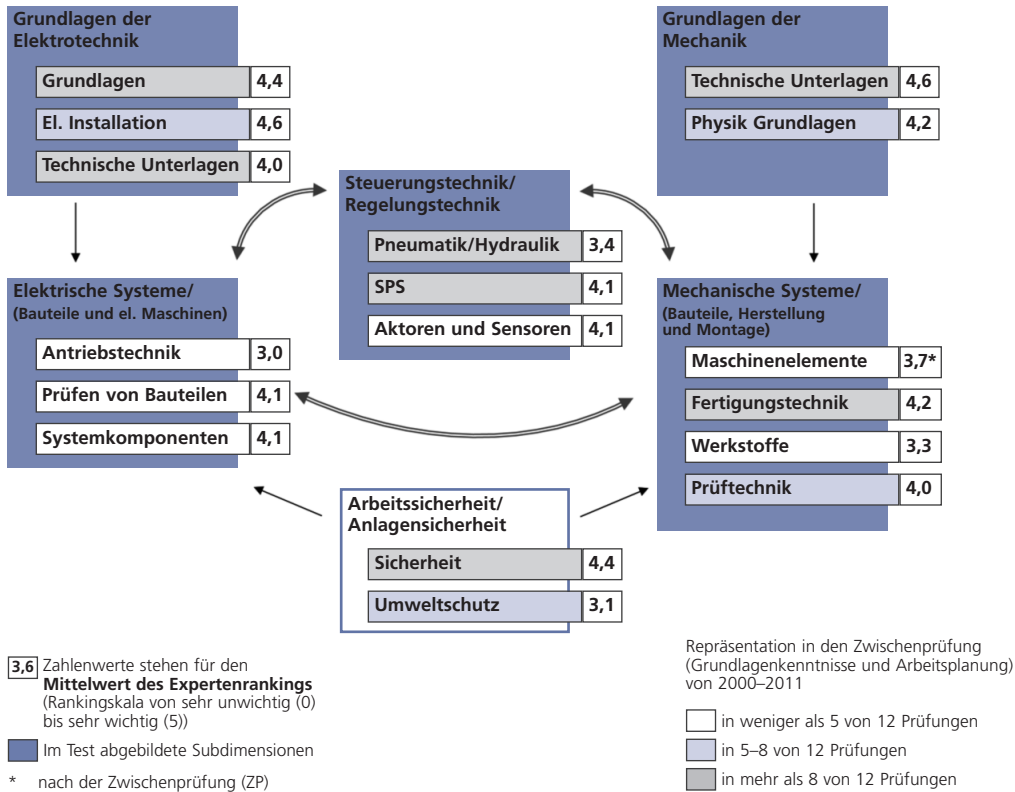 Grundlagen der
Elektrotechnik
Grundlagen 4,4
El. Installation 4,6
Technische Unterlagen 4,0
Grundlagen der
Mechanik
Technische Unterlagen 4,6
Physik Grundlagen 4,2
Steuerungstechnik/
Regelungstechnik
Pneumatik/Hydraulik 3,4
SPS 4,1
Aktoren und Sensoren 4,1
Elektrische Systeme/
(Bauteile und el. Maschinen)
Antriebstechnik 3,0
Prüfen von Bauteilen 4,1
Systemkomponenten 4,1
Mechanische Systeme/
(Bauteile, Herstellung
und Montage)
Maschinenelemente 3,7*
Fertigungstechnik 4,2
Werkstoffe 3,3
Prüftechnik 4,0
Arbeitssicherheit/
Anlagensicherheit
Sicherheit 4,4
Umweltschutz 3,1
3,6 Zahlenwerte stehen für den
Mittelwert des Expertenrankings
(Rankingskala von sehr unwichtig (0)
bis sehr wichtig (5))
Im Test abgebildete Subdimensionen
* nach der Zwischenprüfung (ZP)
Repräsentation in den Zwischenprüfung
(Grundlagenkenntnisse und Arbeitsplanung)
von 2000–2011
in weniger als 5 von 12 Prüfungen
in 5–8 von 12 Prüfungen
in mehr als 8 von 12 Prüfungen